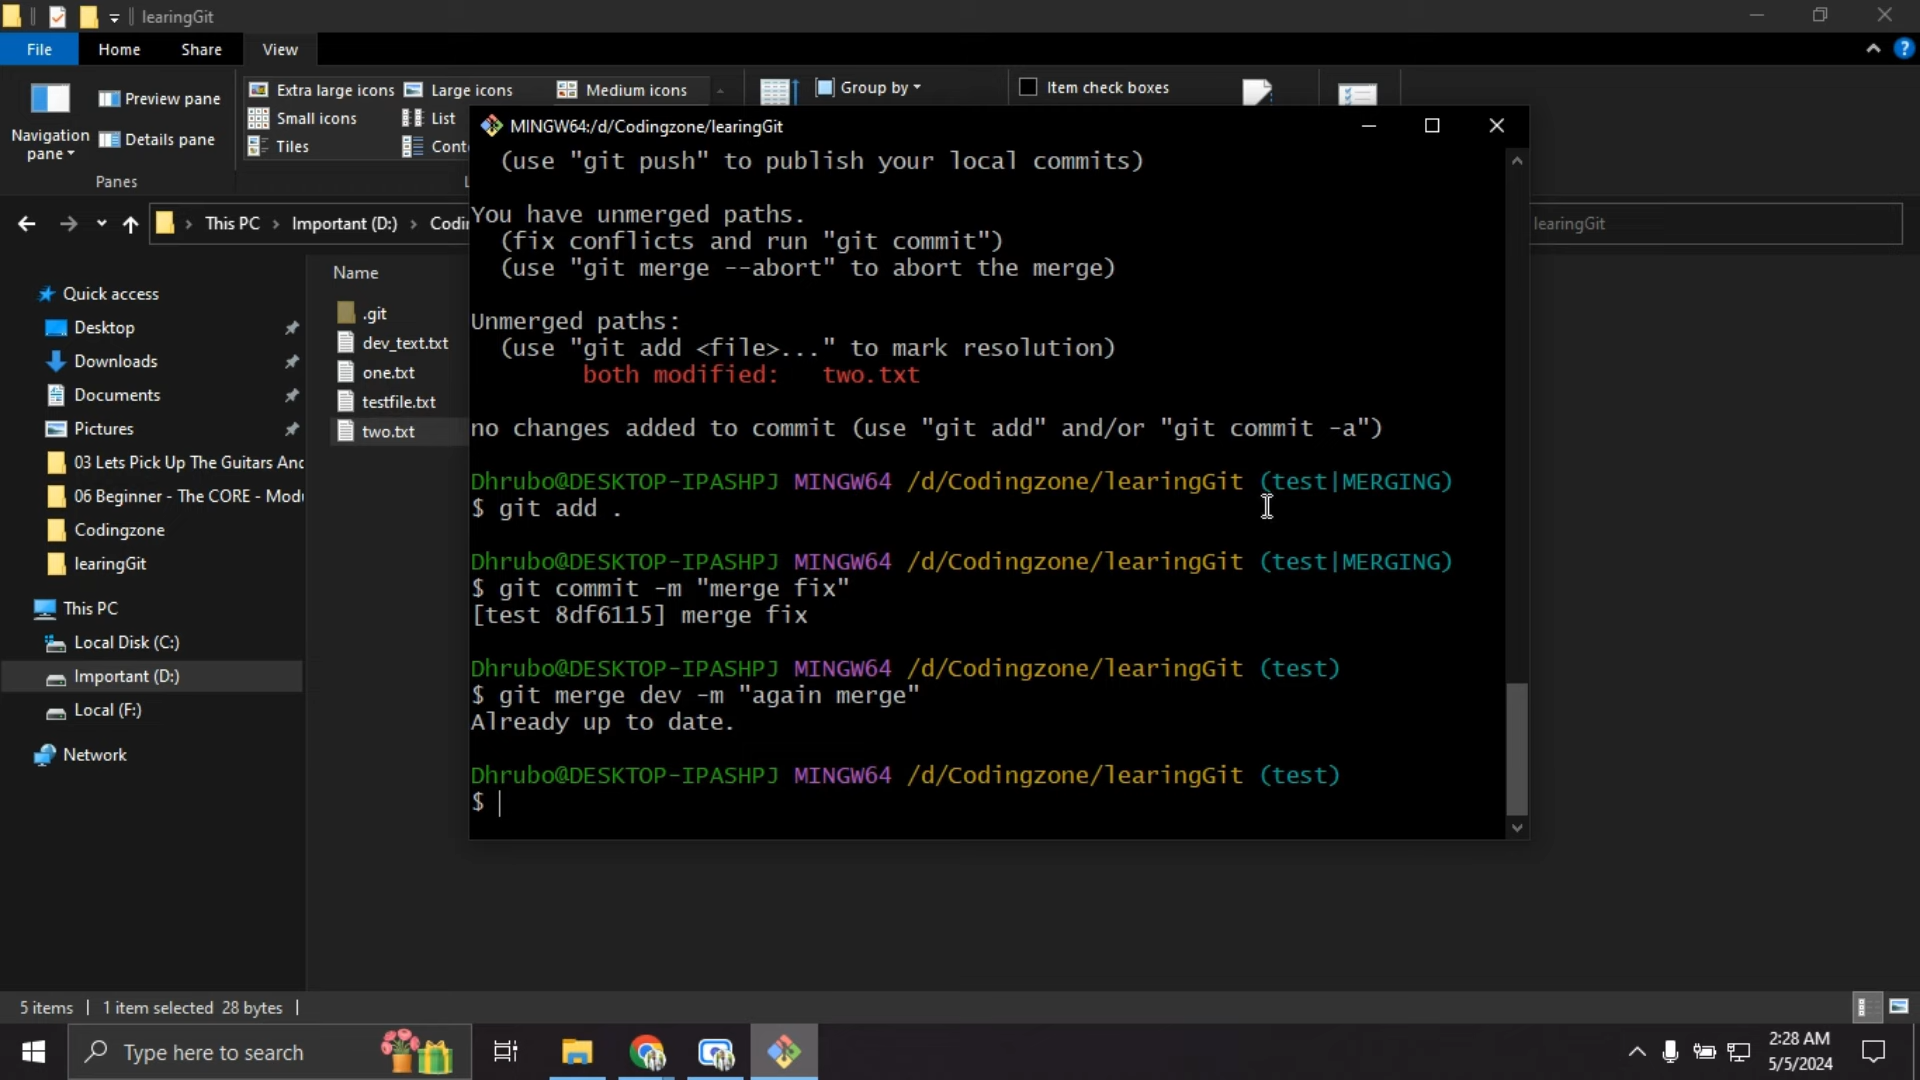 learingGit
File Home Share View
Navigation pane
Preview pane
Details pane
Panes
Extra large icons Large icons Medium icons
Small icons List
Tiles Cont
L
Group by
Item check boxes
This PC Important (D:) Codin
learingGit
Quick access
Desktop
Downloads
Documents
Pictures
03 Lets Pick Up The Guitars And
06 Beginner - The CORE - Modu
Codingzone
learingGit
This PC
Local Disk (C:)
Important (D:)
Local (F:)
Network
Name
.git
dev_text.txt
one.txt
testfile.txt
two.txt
MINGW64:/d/Codingzone/learingGit
(use "git push" to publish your local commits)
You have unmerged paths.
(fix conflicts and run "git commit")
(use "git merge --abort" to abort the merge)
Unmerged paths:
(use "git add <file>..." to mark resolution)
both modified:   two.txt
no changes added to commit (use "git add" and/or "git commit -a")
Dhrubo@DESKTOP-IPASHPJ MINGW64 /d/Codingzone/learingGit (test|MERGING)
$ git add .
Dhrubo@DESKTOP-IPASHPJ MINGW64 /d/Codingzone/learingGit (test|MERGING)
$ git commit -m "merge fix"
[test 8df6115] merge fix
Dhrubo@DESKTOP-IPASHPJ MINGW64 /d/Codingzone/learingGit (test)
$ git merge dev -m "again merge"
Already up to date.
Dhrubo@DESKTOP-IPASHPJ MINGW64 /d/Codingzone/learingGit (test)
$
5 items 1 item selected 28 bytes
Type here to search
2:28 AM
5/5/2024